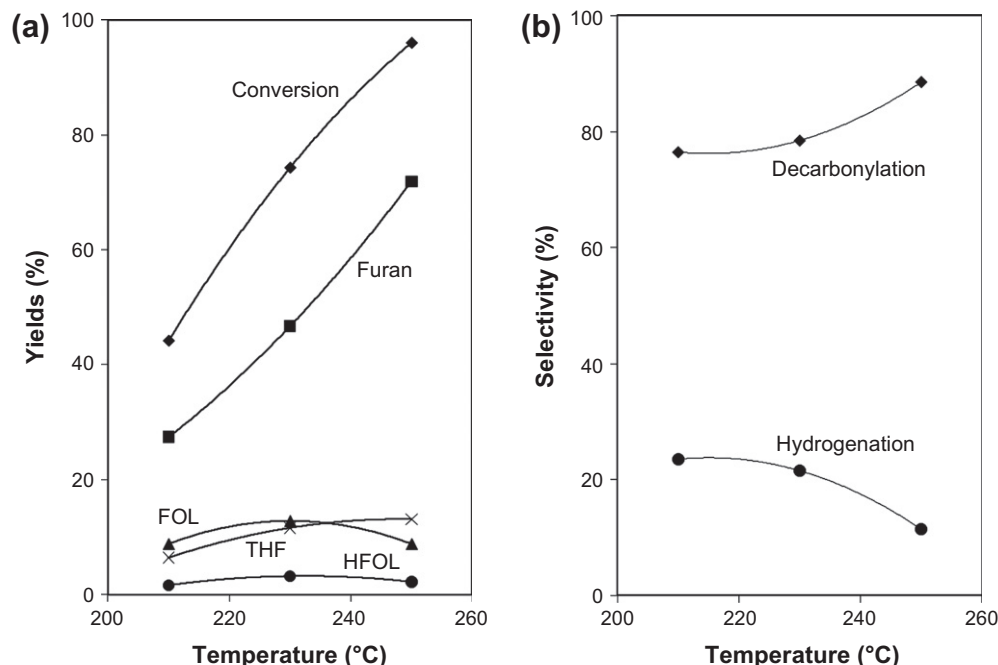 (a)
100
80
60
40
20
0
Yields (%)
Conversion
Furan
FOL
THF
HFOL
200
220
240
260
Temperature (°C)
(b)
100
80
60
40
20
0
Selectivity (%)
Decarbonylation
Hydrogenation
200
220
240
260
Temperature (°C)